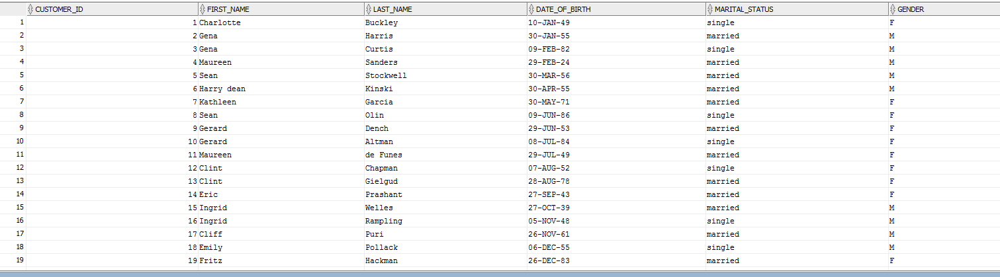 CUSTOMER_ID FIRST_NAME LAST_NAME DATE_OF_BIRTH MARITAL_STATUS GENDER
1 1 Charlotte Buckley 10-JAN-49 single F
2 2 Gena Harris 30-JAN-55 married M
3 3 Gena Curtis 09-FEB-82 single M
4 4 Maureen Sanders 29-FEB-24 married M
5 5 Sean Stockwell 30-MAR-56 married M
6 6 Harry dean Kinski 30-APR-55 married M
7 7 Kathleen Garcia 30-MAY-71 married F
8 8 Sean Olin 09-JUN-86 single F
9 9 Gerard Dench 29-JUN-53 married F
10 10 Gerard Altman 08-JUL-84 single F
11 11 Maureen de Funes 29-JUL-49 married F
12 12 Clint Chapman 07-AUG-52 single F
13 13 Clint Gielgud 28-AUG-78 married F
14 14 Eric Prashant 27-SEP-43 married F
15 15 Ingrid Welles 27-OCT-39 married M
16 16 Ingrid Rampling 05-NOV-48 single M
17 17 Cliff Puri 26-NOV-61 married M
18 18 Emily Pollack 06-DEC-55 single M
19 19 Fritz Hackman 26-DEC-83 married F